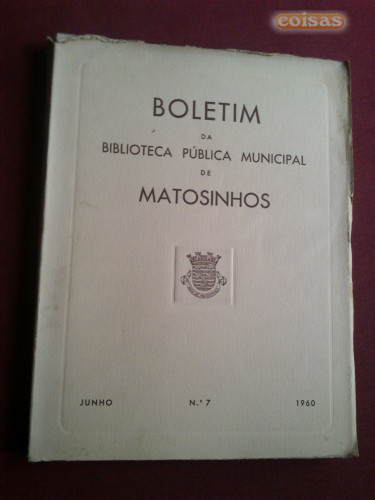 coisas
BOLETIM
DA
BIBLIOTECA PÚBLICA MUNICIPAL
DE
MATOSINHOS
JUNHO N.º 7 1960